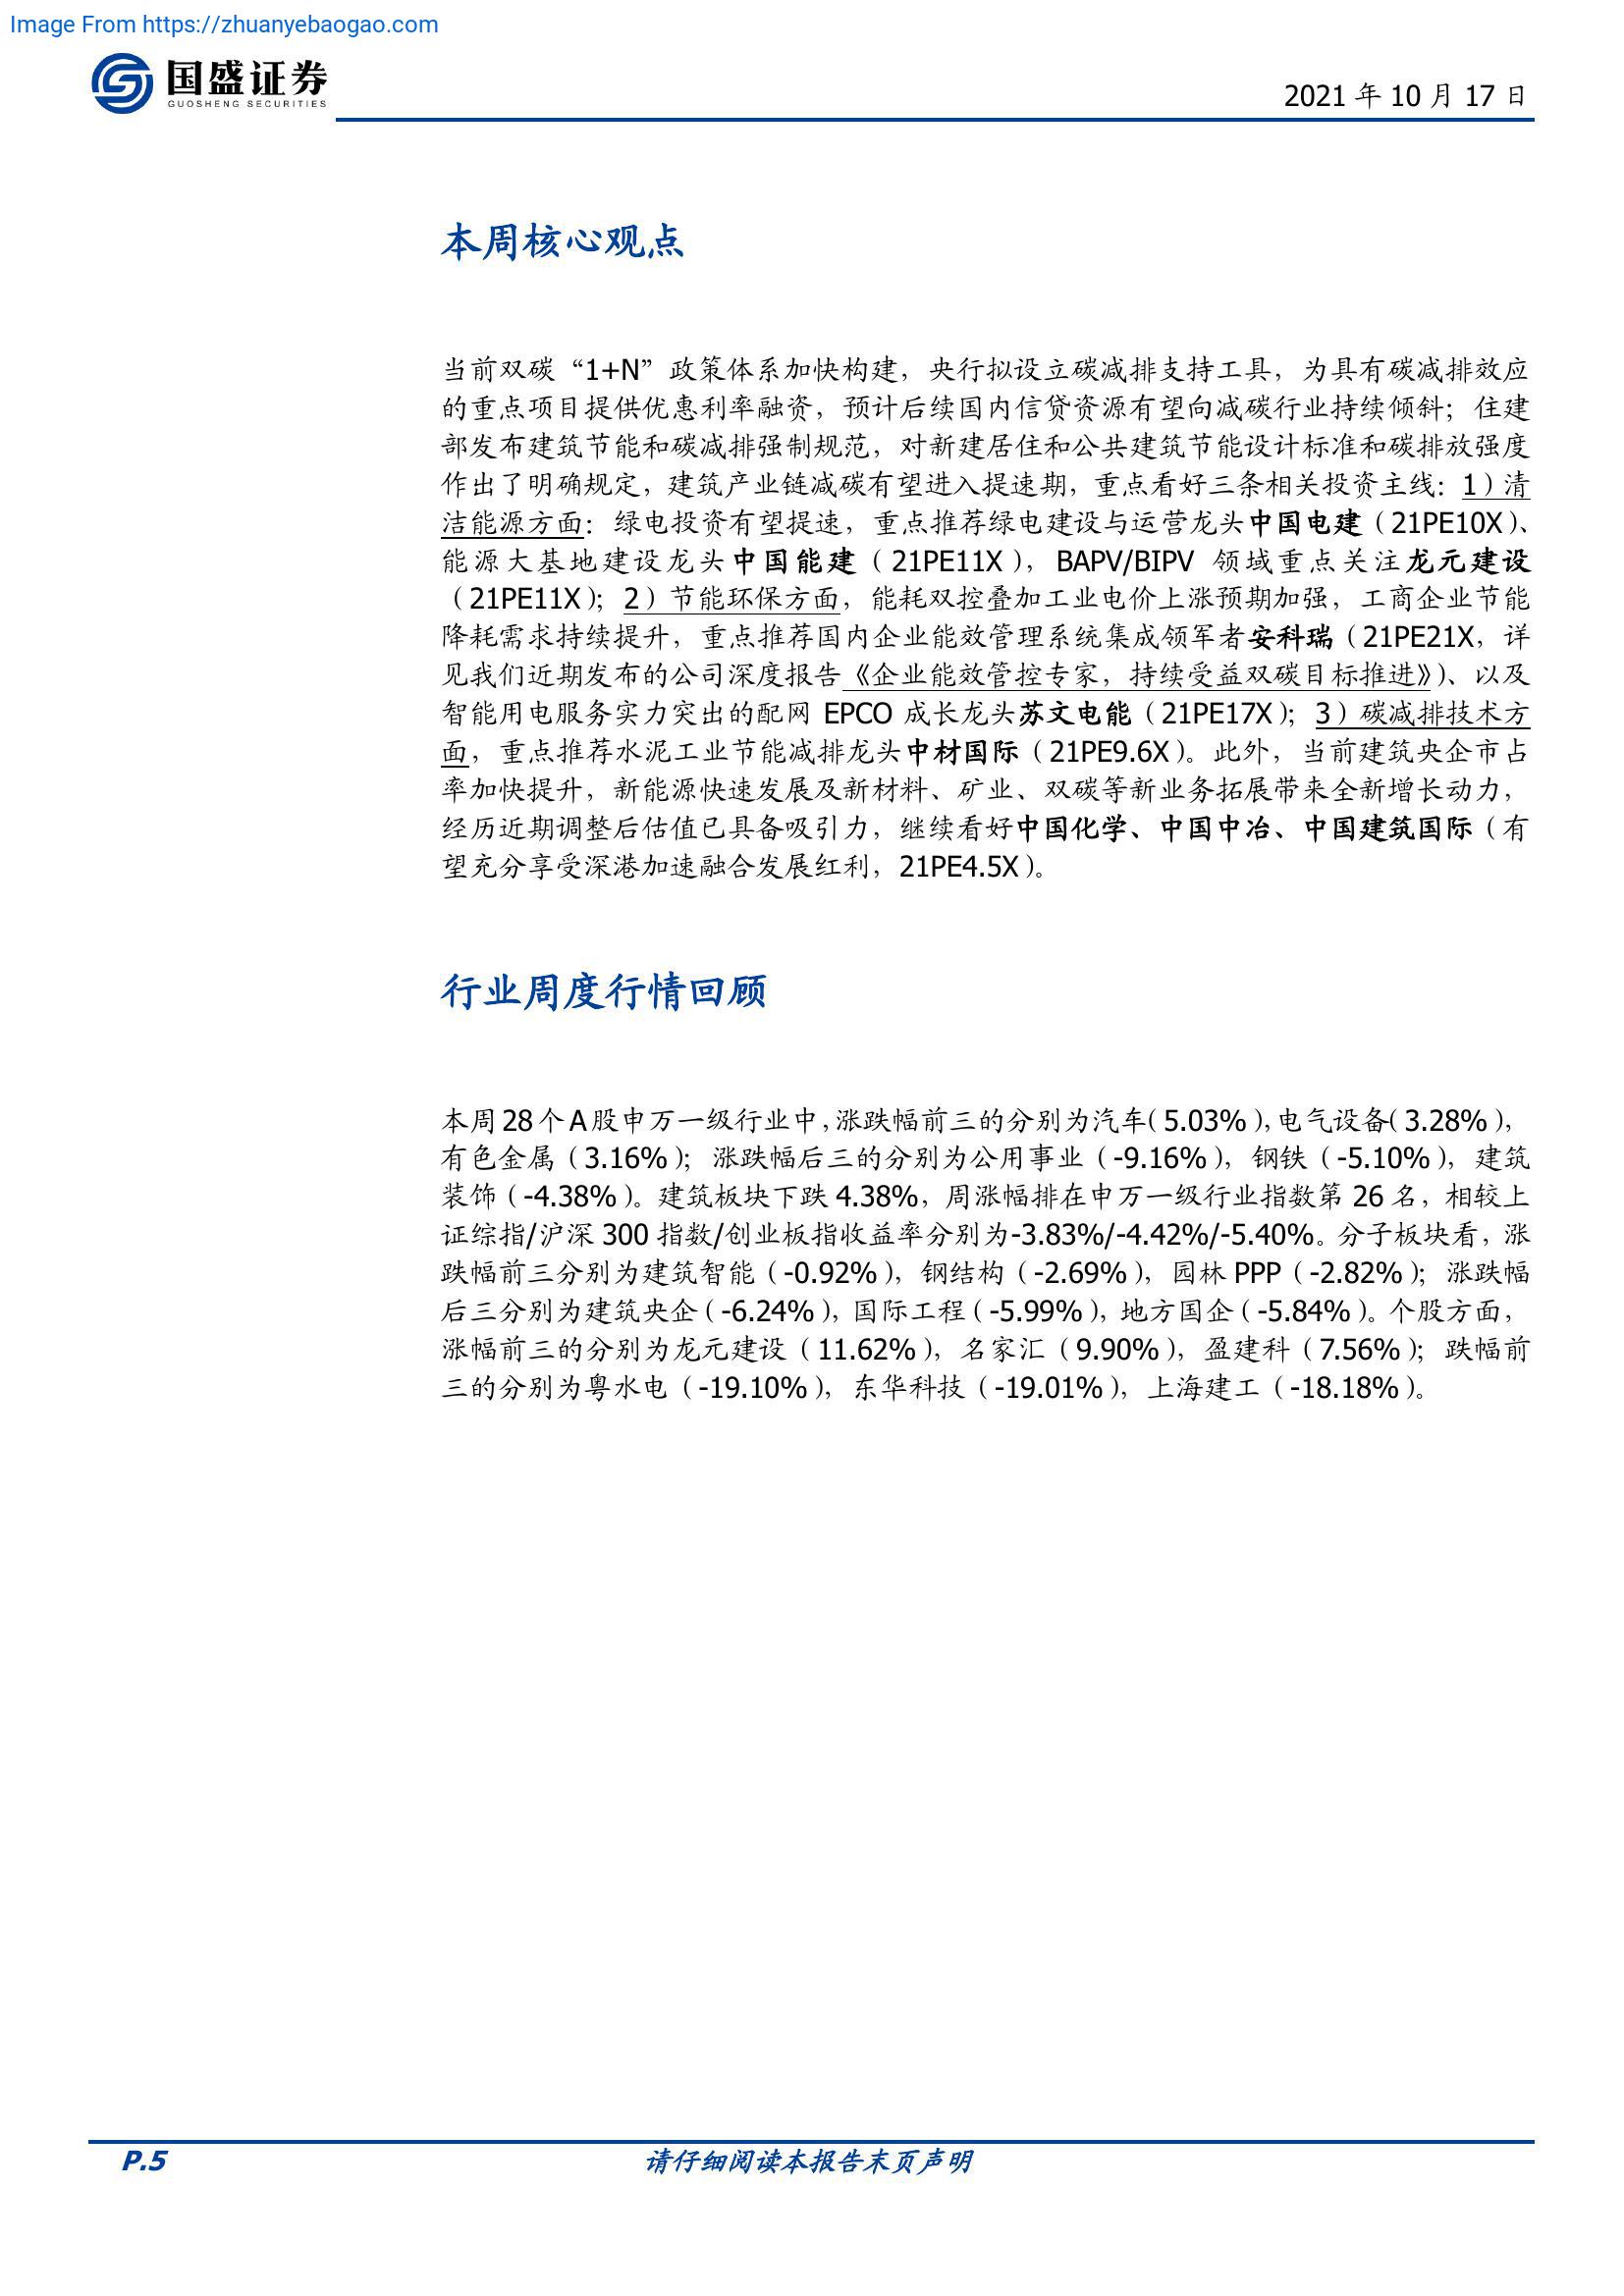 Image From https://zhuanyebaogao.com
国盛证券
GUOSHENG SECURITIES
2021 年 10 月 17 日
本周核心观点
当前双碳“1+N”政策体系加快构建，央行拟设立碳减排支持工具，为具有碳减排效应
的重点项目提供优惠利率融资，预计后续国内信贷资源有望向减碳行业持续倾斜；住建
部发布建筑节能和碳减排强制规范，对新建居住和公共建筑节能设计标准和碳排放强度
作出了明确规定，建筑产业链减碳有望进入提速期，重点看好三条相关投资主线：1）清
洁能源方面：绿电投资有望提速，重点推荐绿电建设与运营龙头中国电建（21PE10X）、
能源大基地建设龙头中国能建（21PE11X），BAPV/BIPV 领域重点关注龙元建设
（21PE11X）；2）节能环保方面，能耗双控叠加工业电价上涨预期加强，工商企业节能
降耗需求持续提升，重点推荐国内企业能效管理系统集成领军者安科瑞（21PE21X，详
见我们近期发布的公司深度报告《企业能效管控专家，持续受益双碳目标推进》）、以及
智能用电服务实力突出的配网 EPCO 成长龙头苏文电能（21PE17X）；3）碳减排技术方
面，重点推荐水泥工业节能减排龙头中材国际（21PE9.6X）。此外，当前建筑央企市占
率加快提升，新能源快速发展及新材料、矿业、双碳等新业务拓展带来全新增长动力，
经历近期调整后估值已具备吸引力，继续看好中国化学、中国中冶、中国建筑国际（有
望充分享受深港加速融合发展红利，21PE4.5X）。
行业周度行情回顾
本周 28 个 A 股申万一级行业中，涨跌幅前三的分别为汽车（5.03%），电气设备（3.28%），
有色金属（3.16%）；涨跌幅后三的分别为公用事业（-9.16%），钢铁（-5.10%），建筑
装饰（-4.38%）。建筑板块下跌 4.38%，周涨幅排在申万一级行业指数第 26 名，相较上
证综指/沪深 300 指数/创业板指收益率分别为-3.83%/-4.42%/-5.40%。分子板块看，涨
跌幅前三分别为建筑智能（-0.92%），钢结构（-2.69%），园林 PPP（-2.82%）；涨跌幅
后三分别为建筑央企（-6.24%），国际工程（-5.99%），地方国企（-5.84%）。个股方面，
涨幅前三的分别为龙元建设（11.62%），名家汇（9.90%），盈建科（7.56%）；跌幅前
三的分别为粤水电（-19.10%），东华科技（-19.01%），上海建工（-18.18%）。
P.5
请仔细阅读本报告末页声明